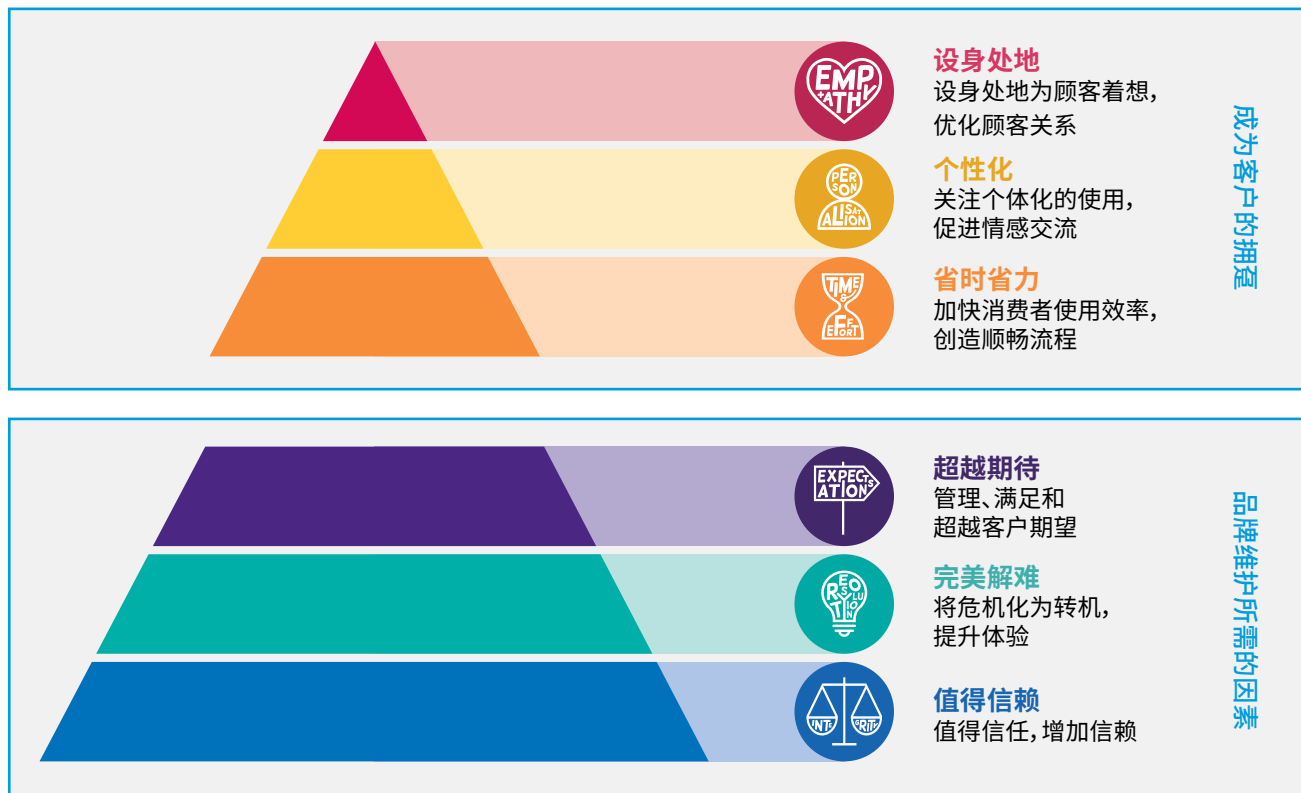 EMP
ATHY
设身处地
设身处地为顾客着想，
优化顾客关系
PERSON
ALISATION
个性化
关注个体化的使用，
促进情感交流
TIME
&
EFFORT
省时省力
加快消费者使用效率，
创造顺畅流程
成为客户的拥趸
EXPECTATIONS
超越期待
管理、满足和
超越客户期望
RESOLUTION
完美解难
将危机化为转机，
提升体验
INTEGRITY
值得信赖
值得信任，增加信赖
品牌维护所需的因素